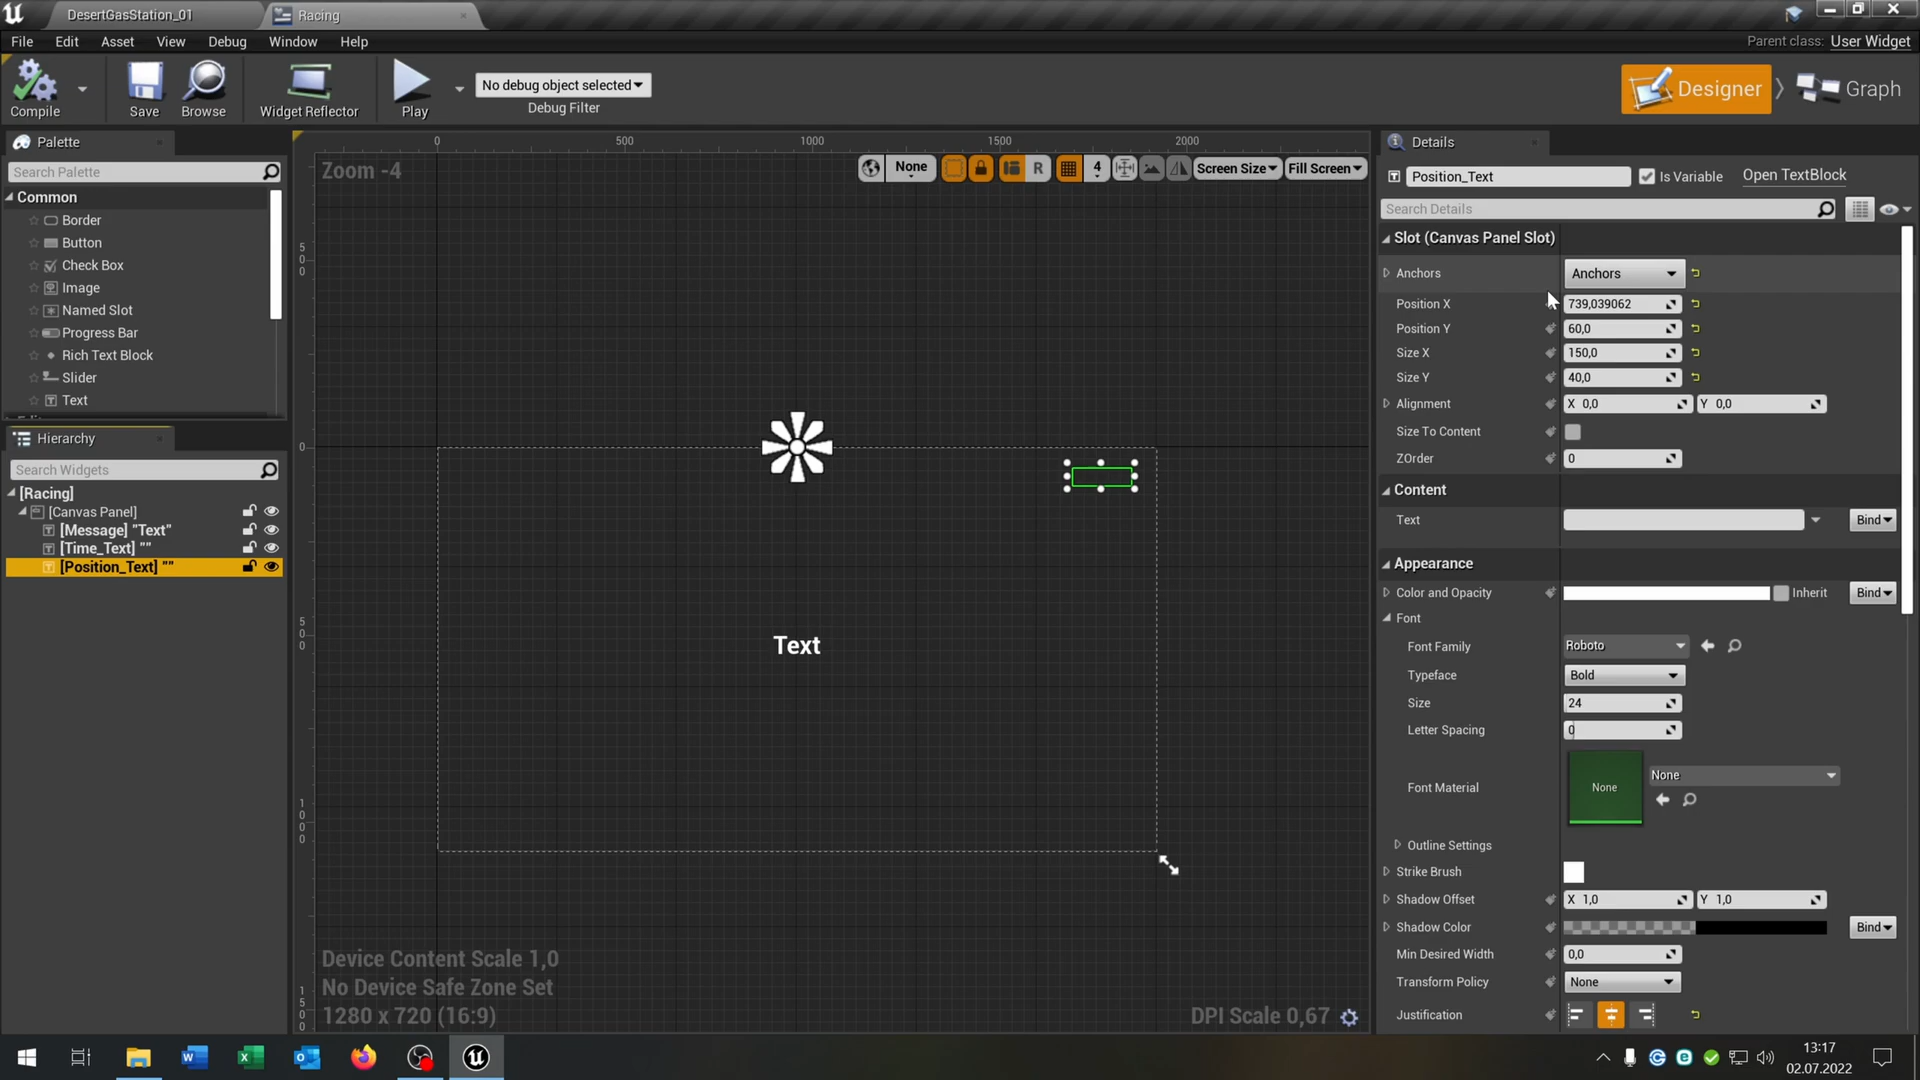 DesertGasStation_01
Racing
File Edit Asset View Debug Window Help
Parent class: User Widget
Compile
Save
Browse
Widget Reflector
Play
No debug object selected
Debug Filter
Designer
Graph
Palette
Search Palette
Common
Border
Button
Check Box
Image
Named Slot
Progress Bar
Rich Text Block
Slider
Text
Hierarchy
Search Widgets
[Racing]
[Canvas Panel]
[Message] "Text"
[Time_Text] ""
[Position_Text] ""
0 500 1000 1500 2000
Zoom -4
None
R
4
Screen Size
Fill Screen
500
0
500
1000
1500
Text
Device Content Scale 1,0
No Device Safe Zone Set
1280 x 720 (16:9)
DPI Scale 0,67
Details
Position_Text
Is Variable
Open TextBlock
Search Details
Slot (Canvas Panel Slot)
Anchors Anchors
Position X 739,039062
Position Y 60,0
Size X 150,0
Size Y 40,0
Alignment X 0,0 Y 0,0
Size To Content
ZOrder 0
Content
Text Bind
Appearance
Color and Opacity Inherit Bind
Font
Font Family Roboto
Typeface Bold
Size 24
Letter Spacing 0
Font Material None None
Outline Settings
Strike Brush
Shadow Offset X 1,0 Y 1,0
Shadow Color Bind
Min Desired Width 0,0
Transform Policy None
Justification
13:17
02.07.2022